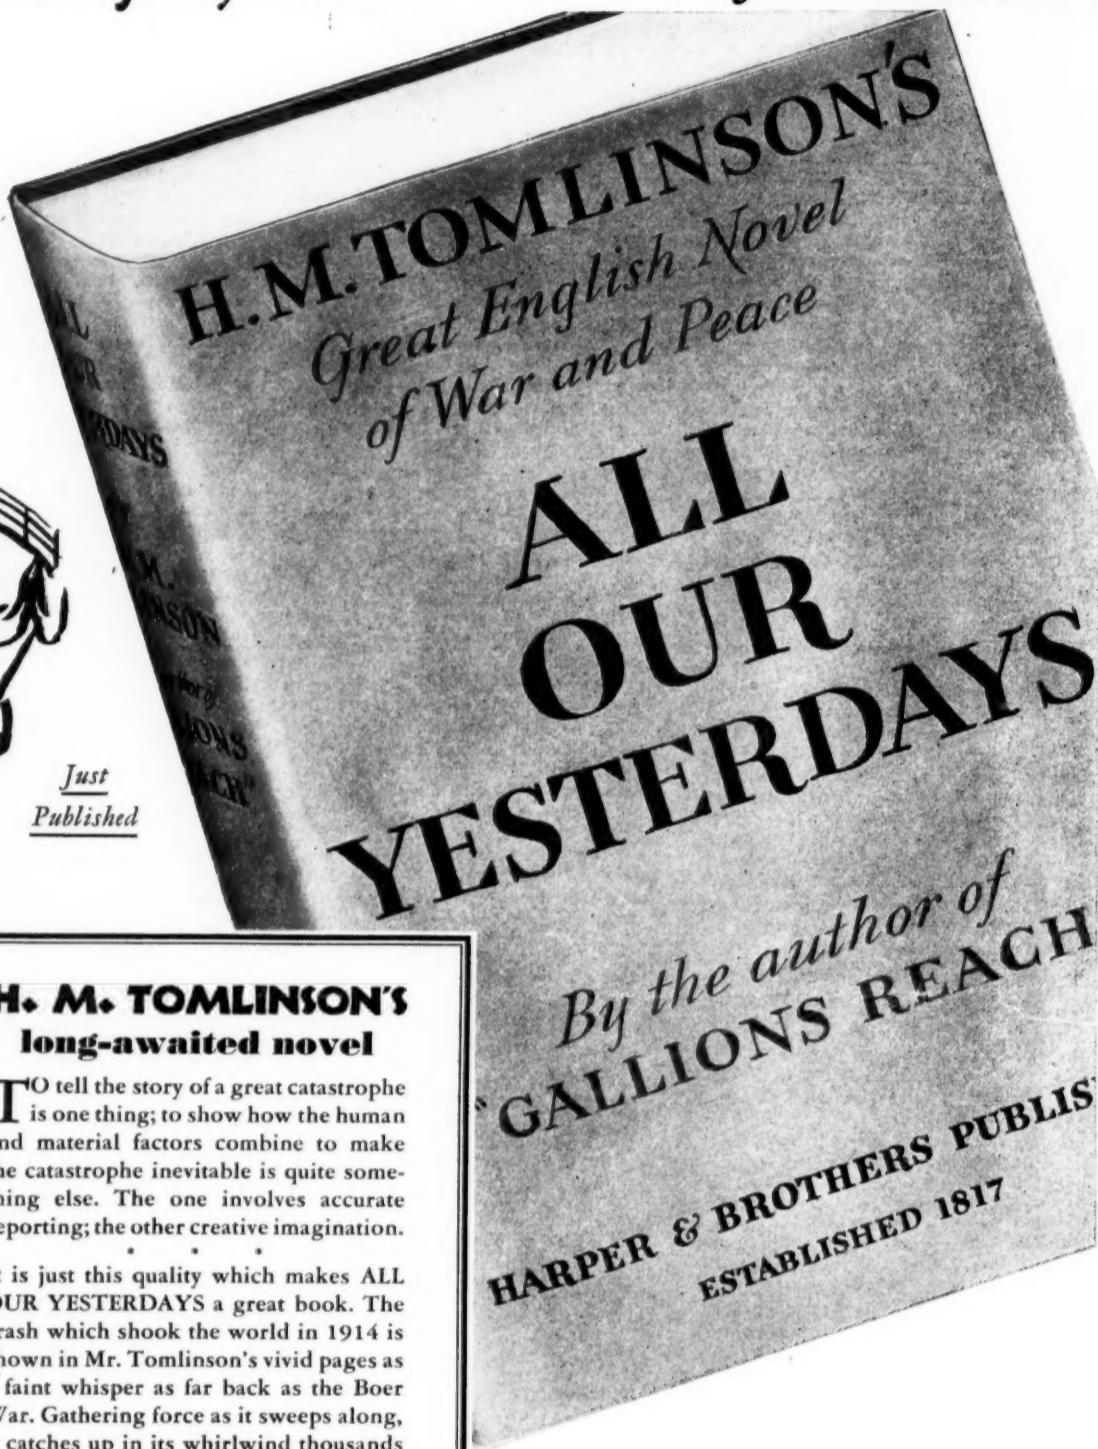 H.M.TOMLINSON'S
Great English Novel
of War and Peace
ALL
OUR
YESTERDAYS
By the author of
"GALLIONS REACH
HARPER & BROTHERS PUBLIS
ESTABLISHED 1817
RDAYS
M.
NSON
IONS
ACH"
Just
Published
H. M. TOMLINSON'S
long-awaited novel
TO tell the story of a great catastrophe
is one thing; to show how the human
nd material factors combine to make
he catastrophe inevitable is quite some-
hing else. The one involves accurate
eporting; the other creative imagination.
* * *
t is just this quality which makes ALL
OUR YESTERDAYS a great book. The
rash which shook the world in 1914 is
hown in Mr. Tomlinson's vivid pages as
faint whisper as far back as the Boer
War. Gathering force as it sweeps along,
catches up in its whirlwind thousands